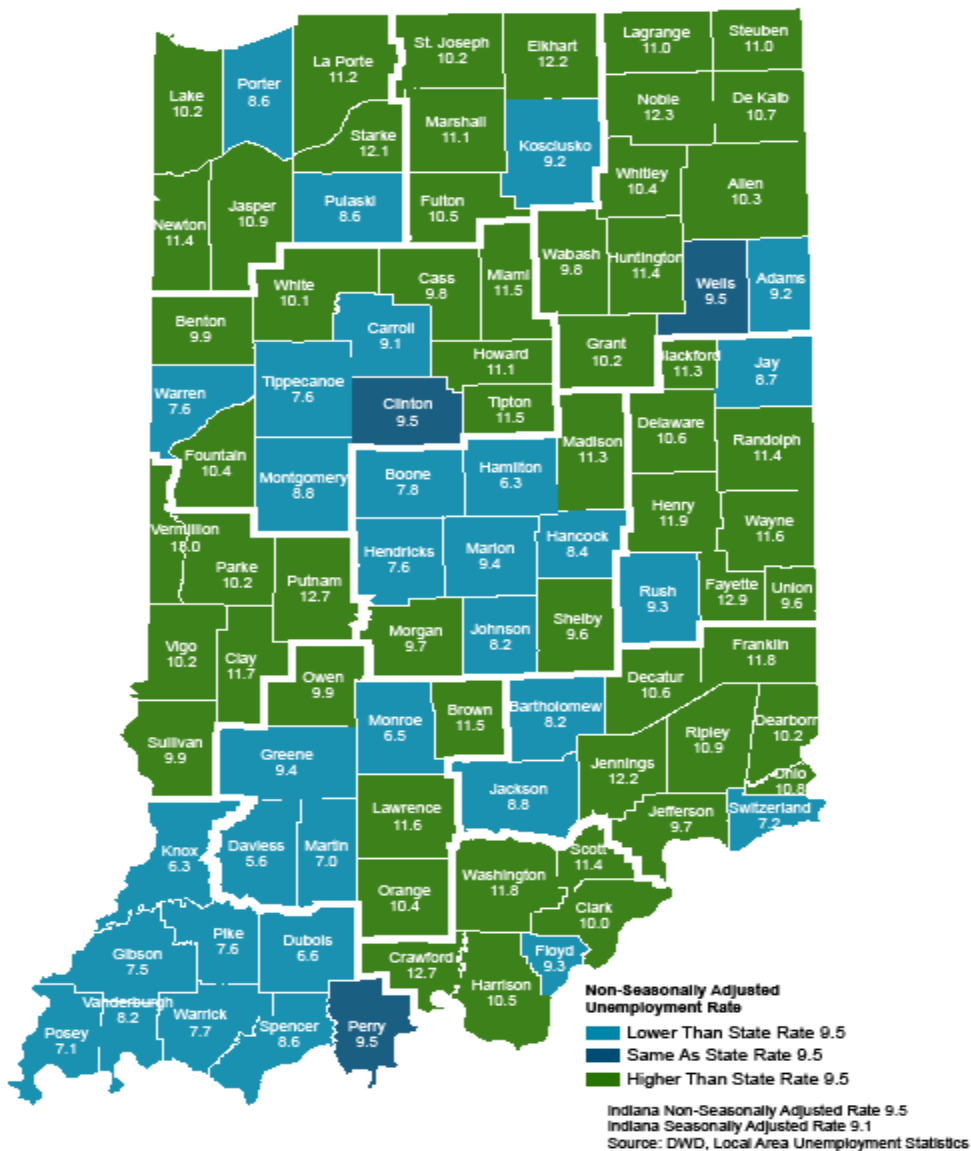 St. Joseph
10.2
Elkhart
12.2
Lagrange
11.0
Steuben
11.0
La Porte
11.2
Lake
10.2
Porter
8.6
Noble
12.3
De Kalb
10.7
Marshall
11.1
Starke
12.1
Kosciusko
9.2
Whitley
10.4
Allen
10.3
Newton
11.4
Jasper
10.9
Pulaski
8.6
Fulton
10.5
Wabash
9.8
Huntington
11.4
Wells
9.5
Adams
9.2
White
10.1
Cass
9.8
Miami
11.5
Benton
9.9
Carroll
9.1
Grant
10.2
Blackford
11.3
Jay
8.7
Howard
11.1
Warren
7.6
Tippecanoe
7.6
Clinton
9.5
Tipton
11.5
Madison
11.3
Delaware
10.6
Randolph
11.4
Fountain
10.4
Montgomery
8.8
Boone
7.8
Hamilton
6.3
Henry
11.9
Wayne
11.6
Vermillion
Parke
10.2
Putnam
12.7
Hendricks
7.6
Marion
9.4
Hancock
8.4
Rush
9.3
Fayette
12.9
Union
9.6
Vigo
10.2
Clay
11.7
Owen
9.9
Morgan
9.7
Johnson
8.2
Shelby
9.6
Franklin
11.8
Decatur
10.6
Sullivan
9.9
Greene
9.4
Monroe
6.5
Brown
11.5
Bartholomew
8.2
Jennings
12.2
Ripley
10.9
Dearborn
10.2
Ohio
10.8
Jackson
8.8
Jefferson
9.7
Switzerland
7.2
Knox
6.3
Daviess
5.6
Martin
7.0
Lawrence
11.6
Orange
10.4
Washington
11.8
Scott
11.4
Clark
10.0
Gibson
7.5
Pike
7.6
Dubois
6.6
Crawford
12.7
Harrison
10.5
Floyd
9.3
Posey
7.1
Vanderburgh
8.2
Warrick
7.7
Spencer
8.6
Perry
9.5
Non-Seasonally Adjusted
Unemployment Rate
Lower Than State Rate 9.5
Same As State Rate 9.5
Higher Than State Rate 9.5
Indiana Non-Seasonally Adjusted Rate 9.5
Indiana Seasonally Adjusted Rate 9.1
Source: DWD, Local Area Unemployment Statistics